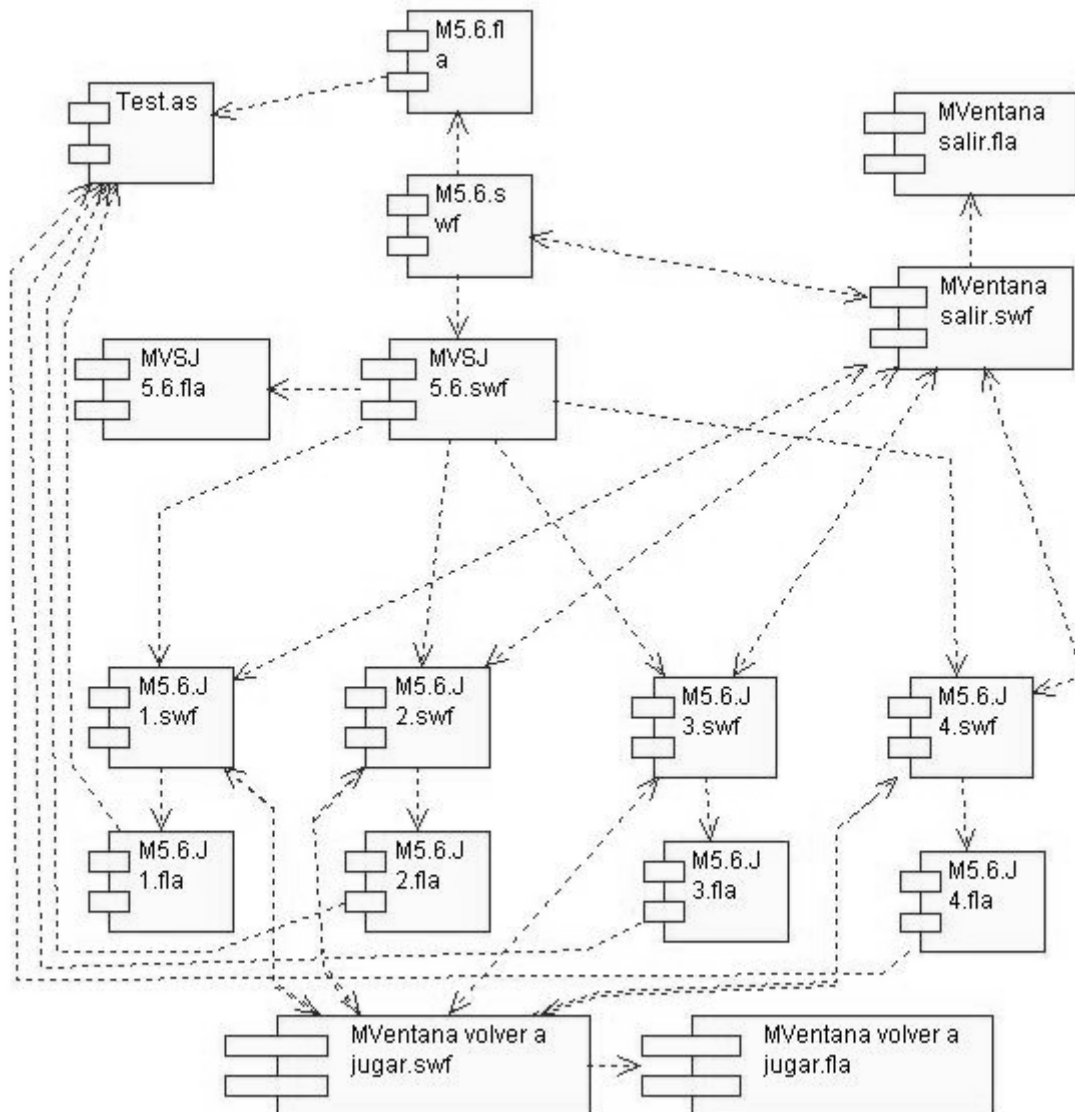 M5.6.fl
a
Test.as
MVentana
salir.fla
M5.6.s
wf
MVentana
salir.swf
MVSJ
5.6.fla
MVSJ
5.6.swf
M5.6.J
1.swf
M5.6.J
2.swf
M5.6.J
3.swf
M5.6.J
4.swf
M5.6.J
1.fla
M5.6.J
2.fla
M5.6.J
3.fla
M5.6.J
4.fla
MVentana volver a
jugar.swf
MVentana volver a
jugar.fla